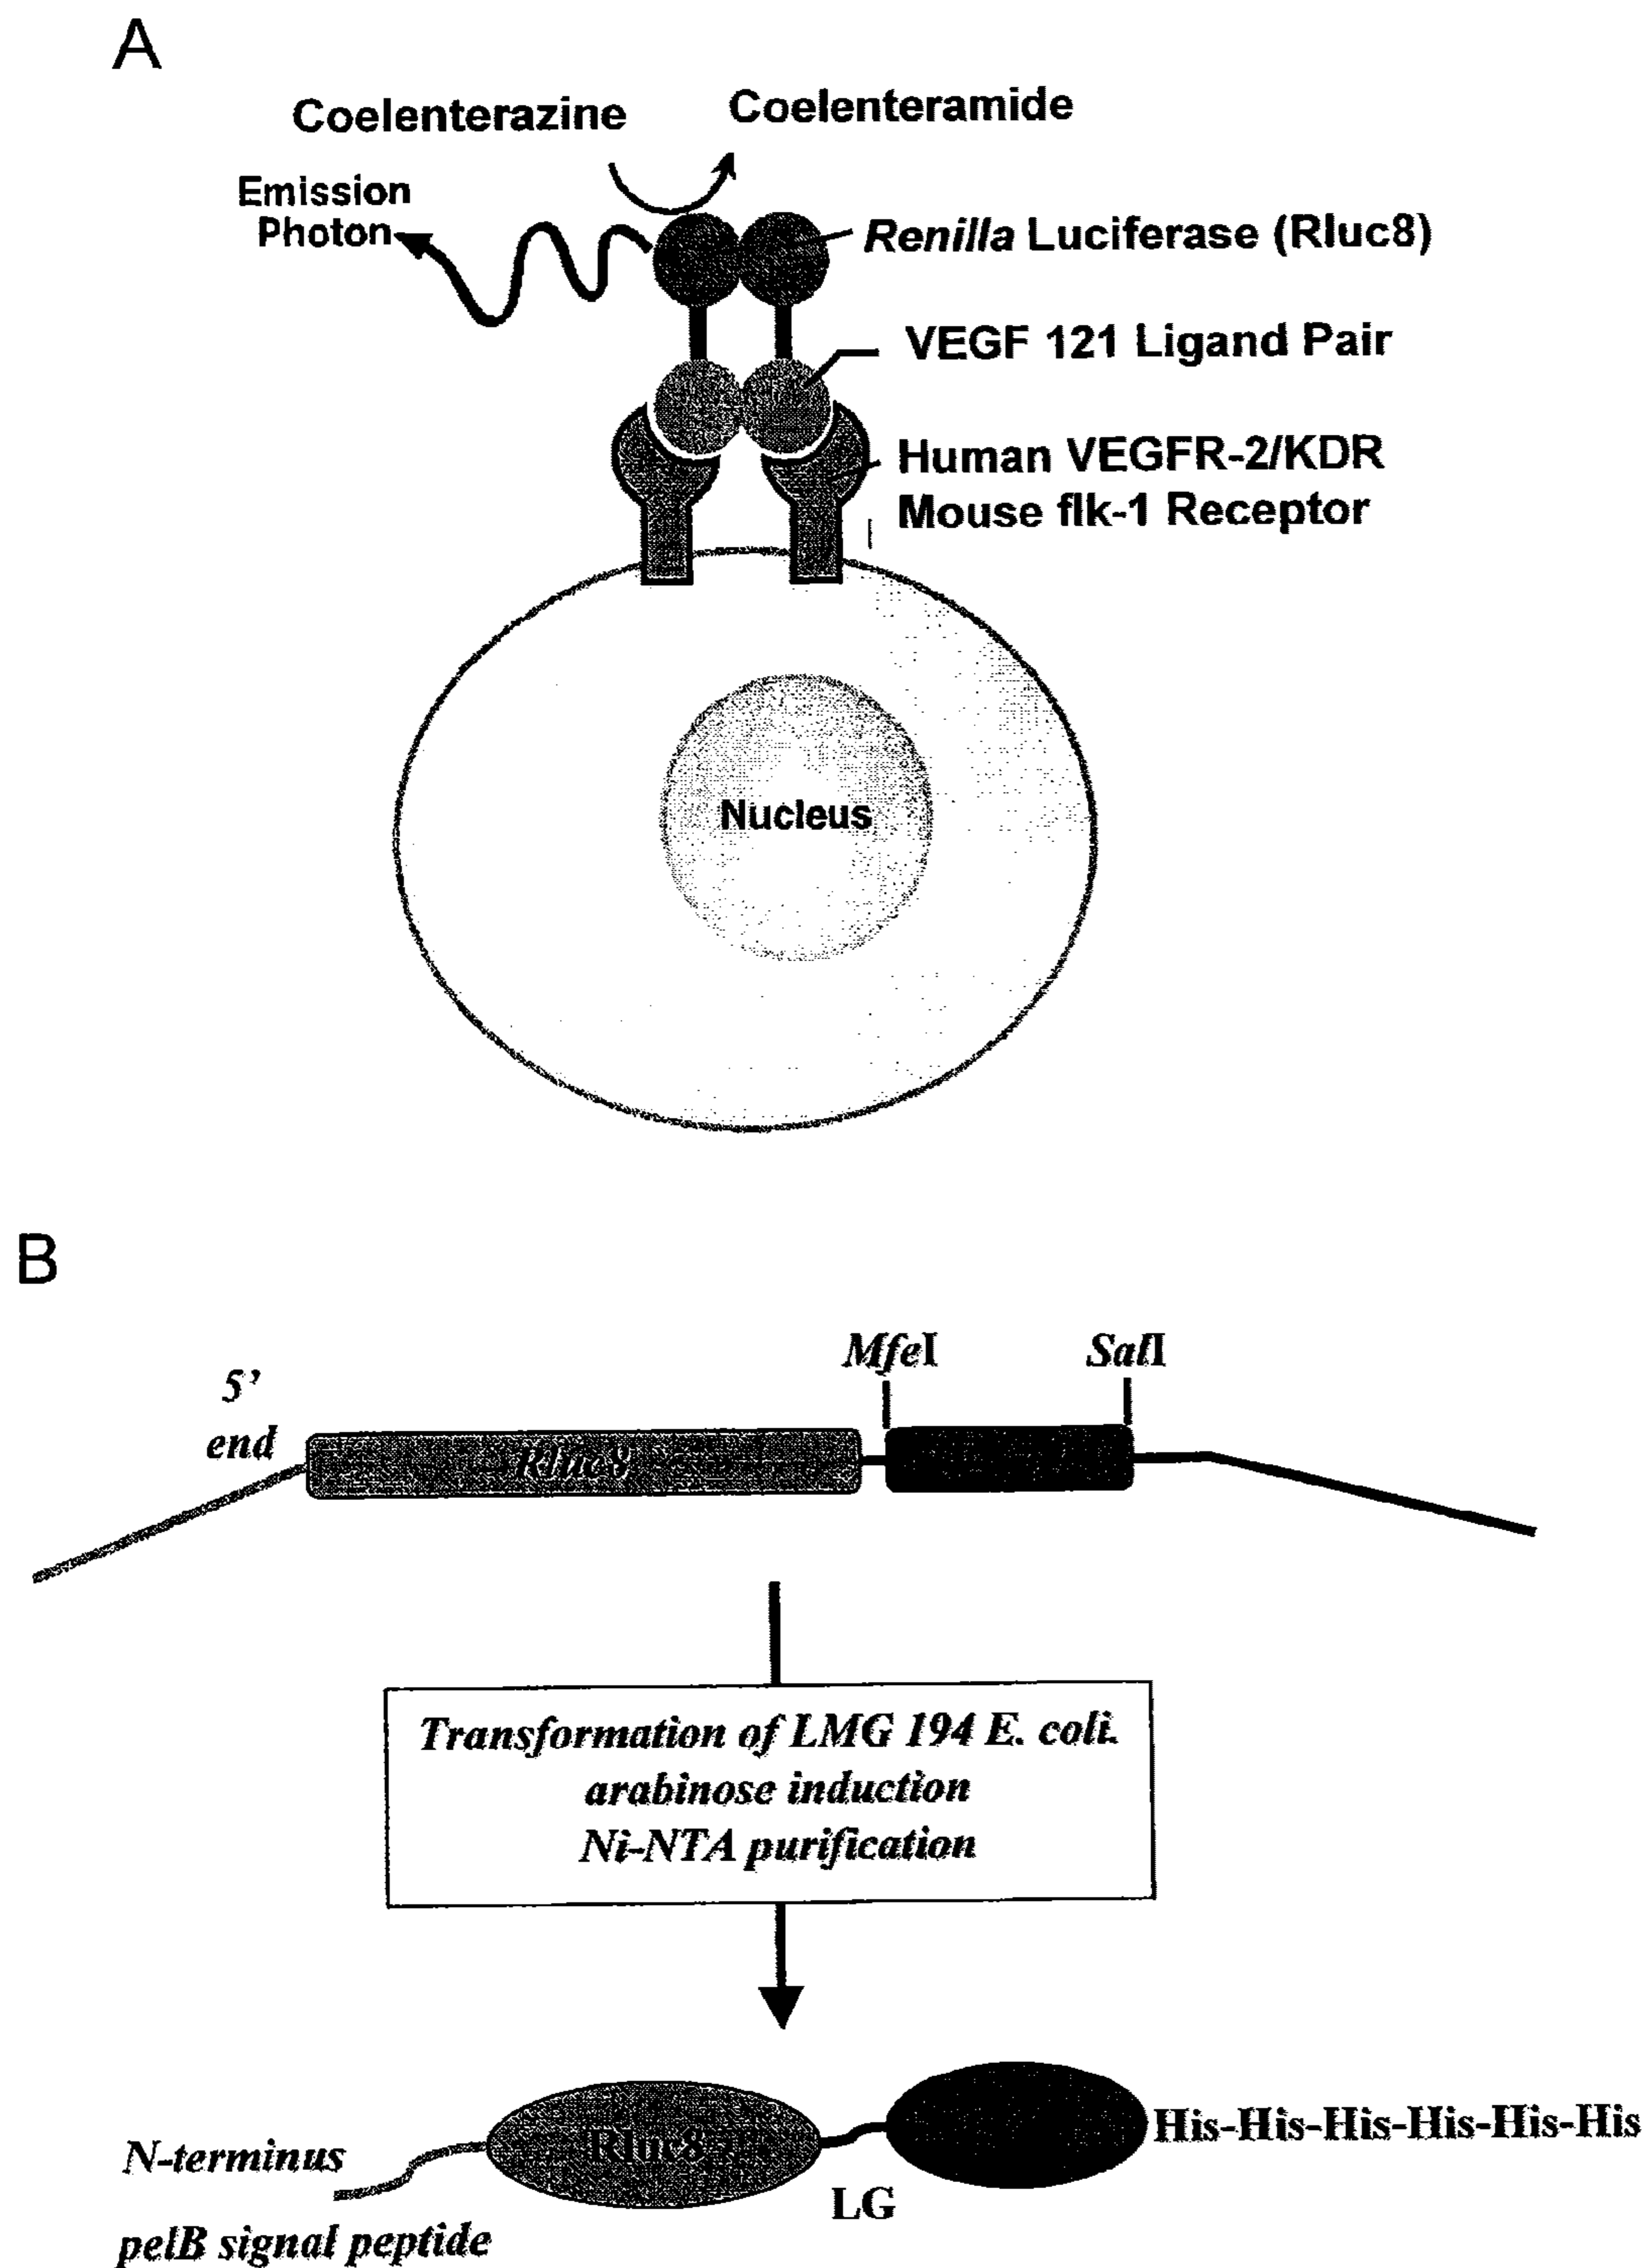 A
Coelenterazine
Coelenteramide
Emission
Photon
Renilla Luciferase (Rluc8)
VEGF 121 Ligand Pair
Human VEGFR-2/KDR
Mouse flk-1 Receptor
Nucleus
B
MfeI
SalI
5’
end
Rluc8
Transformation of LMG 194 E. coli.
arabinose induction
Ni-NTA purification
Rluc8
His-His-His-His-His-His
N-terminus
LG
pelB signal peptide